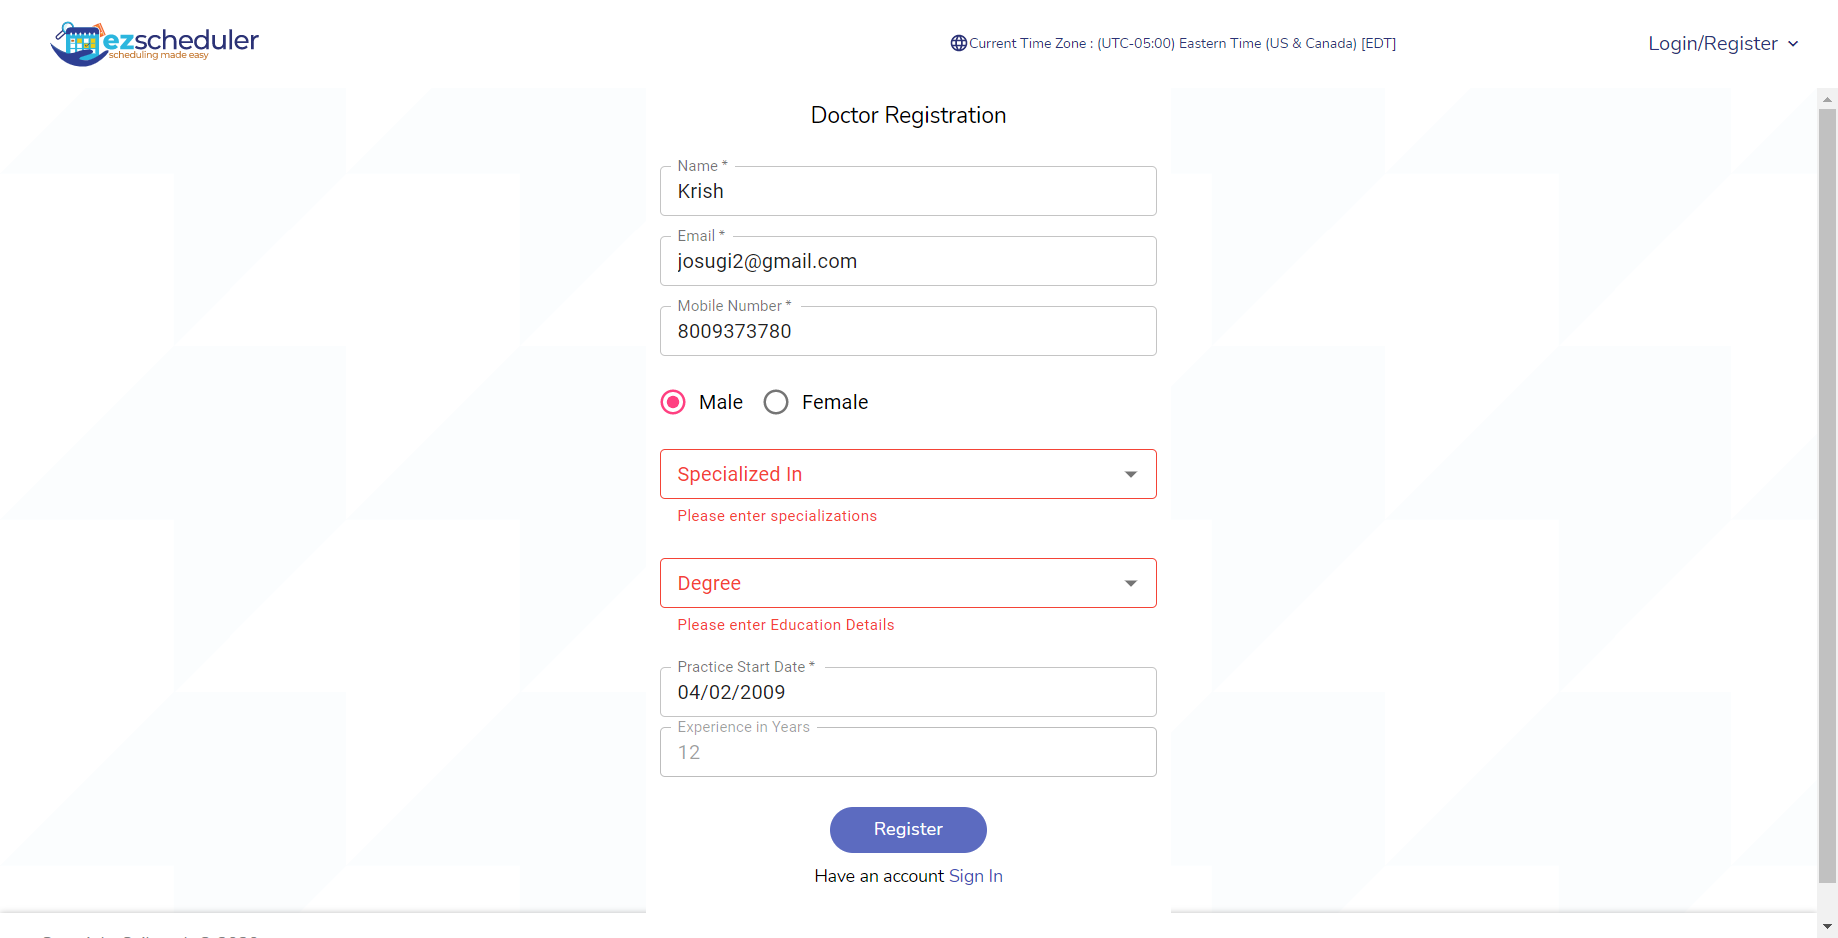 ezscheduler
scheduling made easy
Current Time Zone : (UTC-05:00) Eastern Time (US & Canada) [EDT]
Login/Register
Doctor Registration
Name *
Krish
Email *
josugi2@gmail.com
Mobile Number *
8009373780
Male
Female
Specialized In
Please enter specializations
Degree
Please enter Education Details
Practice Start Date *
04/02/2009
Experience in Years
12
Register
Have an account Sign In